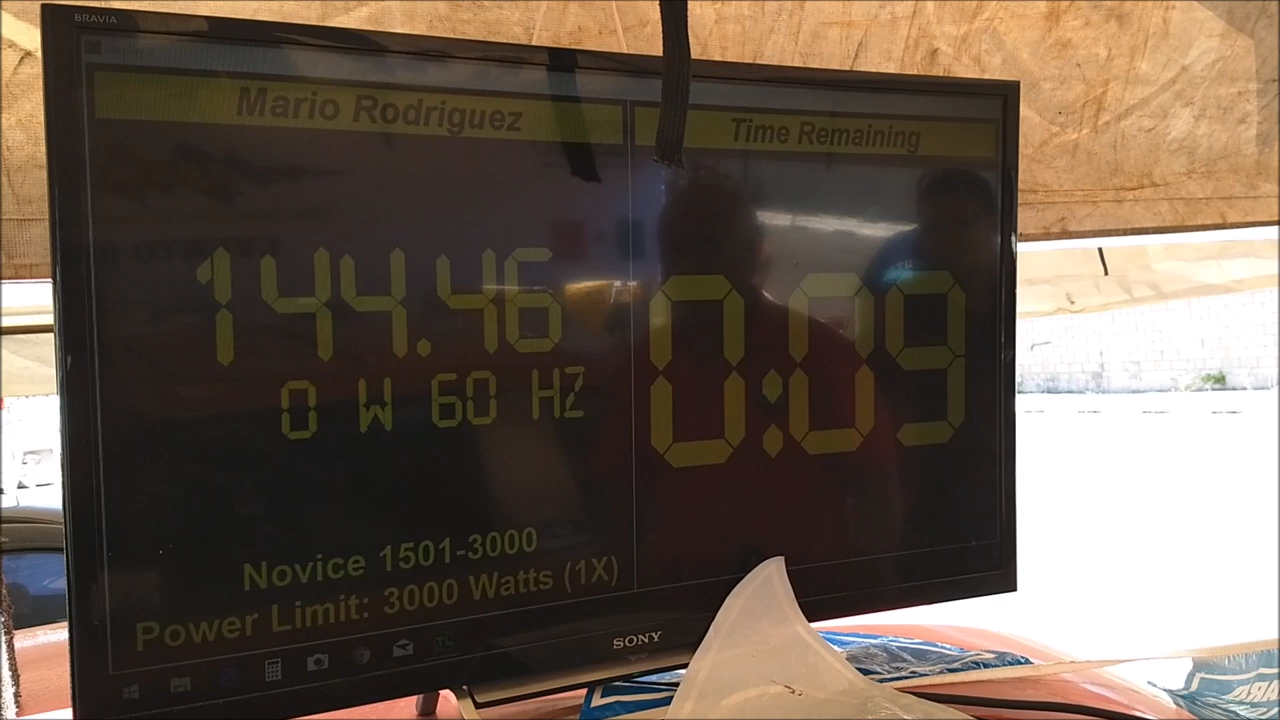 BRAVIA
Mario Rodriguez
Time Remaining
144.46
0:09
0 W 60 HZ
Novice 1501-3000
Power Limit: 3000 Watts (1X)
SONY